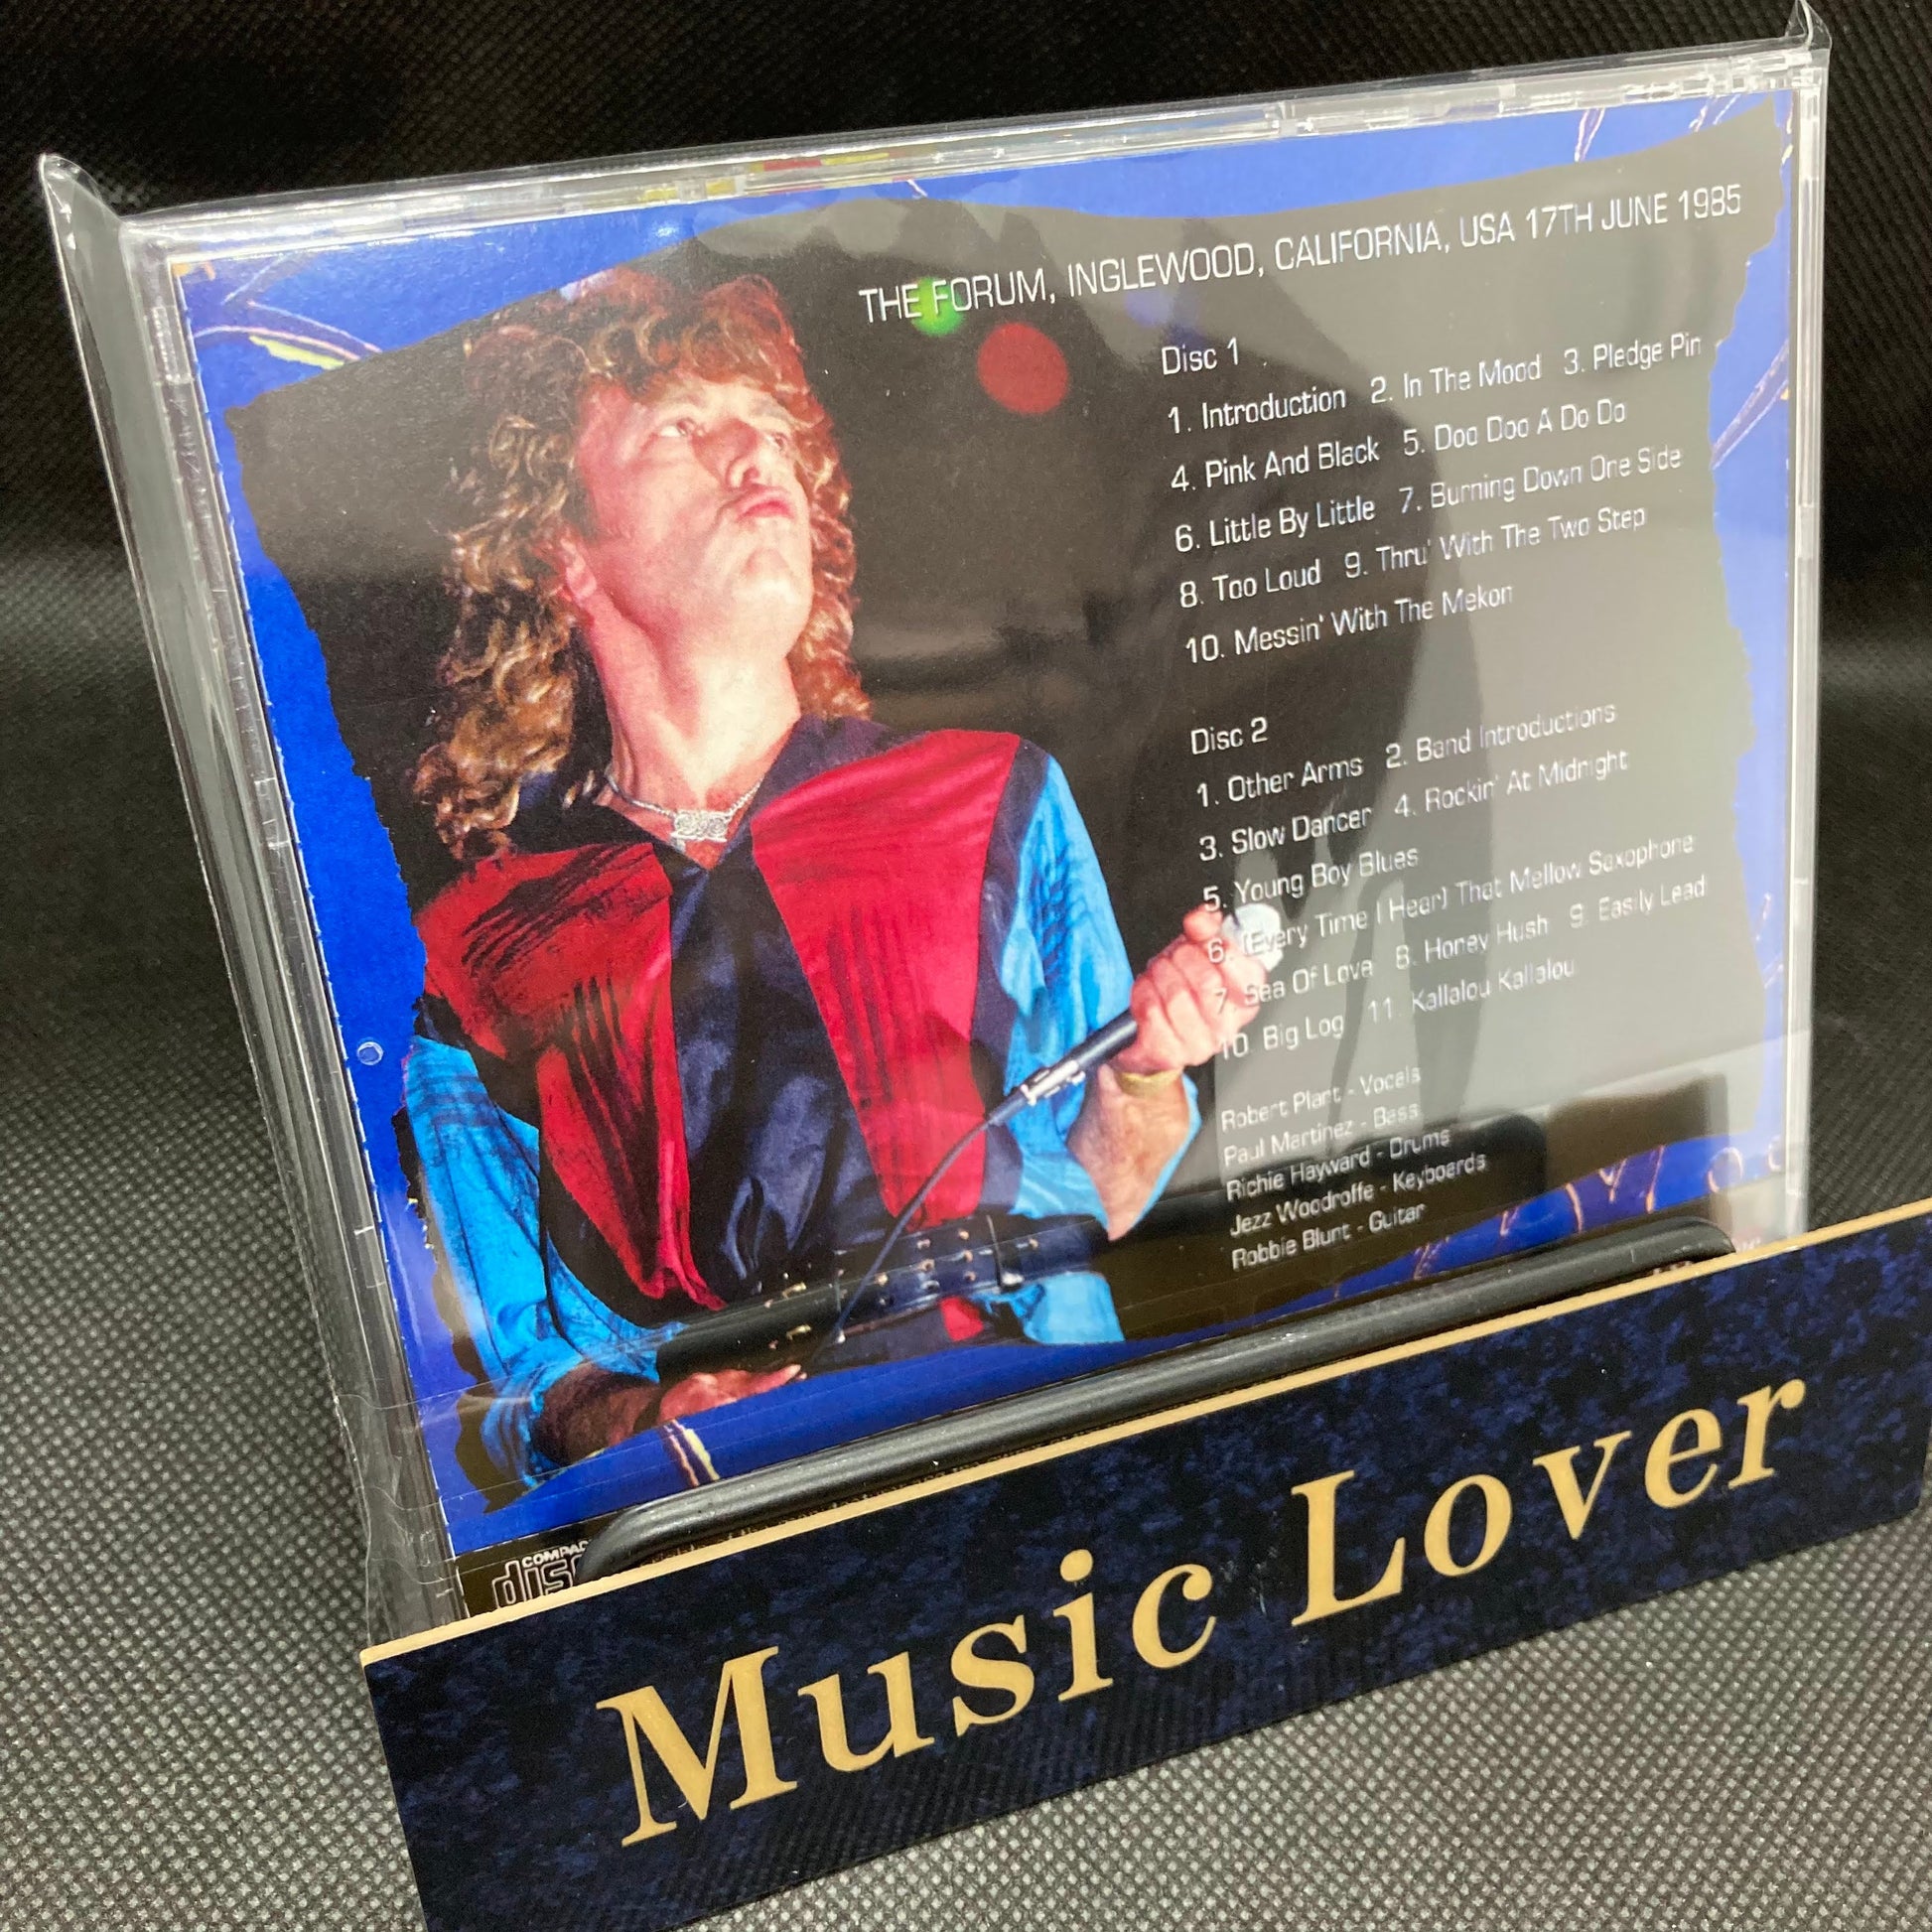 THE FORUM, INGLEWOOD, CALIFORNIA, USA 17TH JUNE 1985
Disc 1
1. Introduction 2. In The Mood 3. Pledge Pin
4. Pink And Black 5. Doo Doo A Do Do
6. Little By Little 7. Burning Down One Side
8. Too Loud 9. Thru' With The Two Step
10. Messin' With The Mekon
Disc 2
1. Other Arms 2. Band Introductions
3. Slow Dancer 4. Rockin' At Midnight
5. Young Boy Blues
6. (Every Time I Hear) That Mellow Saxophone
7. Sea Of Love 8. Honey Hush 9. Easily Lead
10. Big Log 11. Kallalou Kallalou
Robert Plant - Vocals
Paul Martinez - Bass
Richie Hayward - Drums
Jezz Woodroffe - Keyboards
Robbie Blunt - Guitar
Music Lover